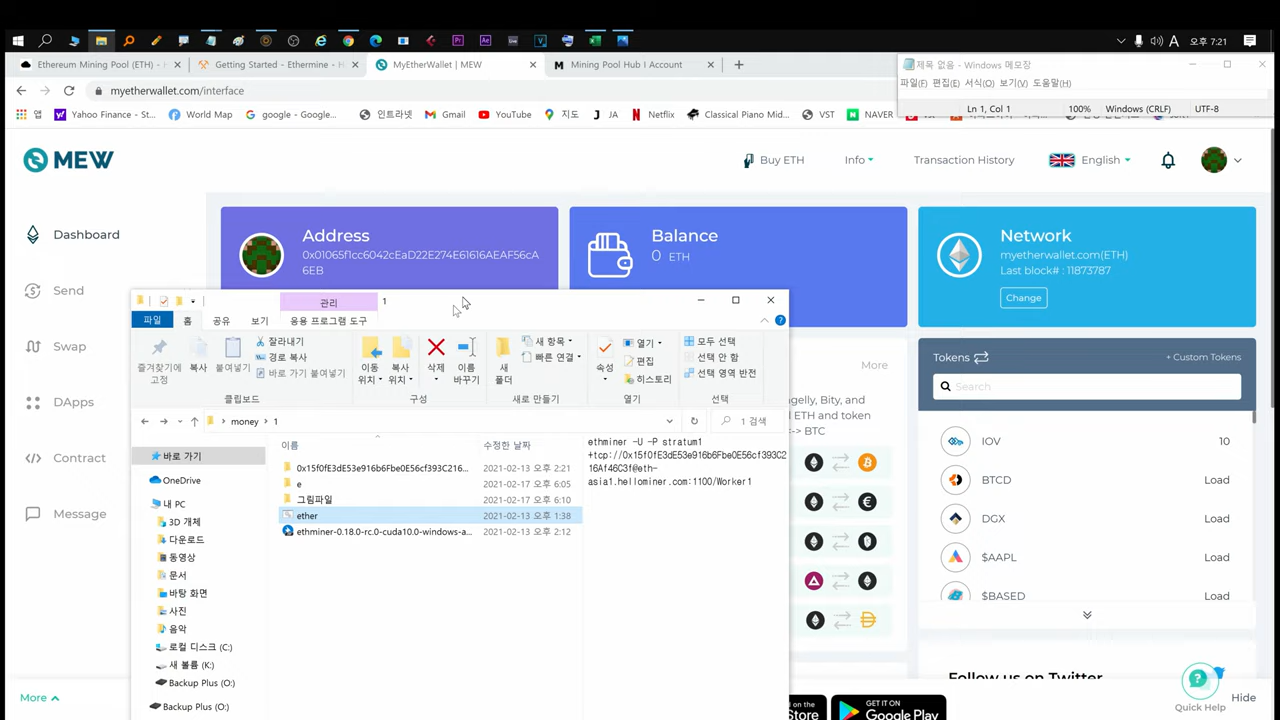 오후 7:21
Ethereum Mining Pool (ETH) -
Getting Started - Ethermine -
MyEtherWallet | MEW
Mining Pool Hub I Account
제목 없음 - Windows 메모장
파일(F) 편집(E) 서식(O) 보기(V) 도움말(H)
Ln 1, Col 1 100% Windows (CRLF) UTF-8
myetherwallet.com/interface
앱
Yahoo Finance - St...
World Map
google - Google...
인트라넷
Gmail
YouTube
지도
JA
Netflix
Classical Piano Mid...
VST
NAVER
MEW
Buy ETH
Info
Transaction History
English
Dashboard
Send
Swap
DApps
Contract
Message
More
Address
0x01065f1cc6042cEaD22E274E61616AEAF56cA
6EB
Balance
0 ETH
Network
myetherwallet.com(ETH)
Last block# : 11873787
Change
관리
1
파일
홈
공유
보기
응용 프로그램 도구
즐겨찾기에
고정
복사
붙여넣기
잘라내기
경로 복사
바로 가기 붙여넣기
클립보드
이동
위치
복사
위치
삭제
이름
바꾸기
구성
새
폴더
새 항목
빠른 연결
새로 만들기
속성
열기
편집
히스토리
열기
모두 선택
선택 안 함
선택 영역 반전
선택
money
1
1 검색
이름
수정한 날짜
바로 가기
OneDrive
내 PC
3D 개체
다운로드
동영상
문서
바탕 화면
사진
음악
로컬 디스크 (C:)
새 볼륨 (K:)
Backup Plus (O:)
Backup Plus (O:)
0x15f0fE3dE53e916b6Fbe0E56cf393C216...
2021-02-13 오후 2:21
e
2021-02-17 오후 6:05
그림파일
2021-02-17 오후 6:10
ether
2021-02-13 오후 1:38
ethminer-0.18.0-rc.0-cuda10.0-windows-a...
2021-02-13 오후 2:12
ethminer -U -P stratum1
+tcp://0x15f0fE3dE53e916b6Fbe0E56cf393C2
16Af46C3f@eth-
asia1.hellominer.com:1100/Worker1
More
ngelly, Bity, and
ETH and token
<-> BTC
Tokens
+ Custom Tokens
Search
IOV
10
BTCD
Load
DGX
Load
$AAPL
Load
$BASED
Load
Follow us on Twitter
Store
GET IT ON
Google Play
Quick Help
Hide